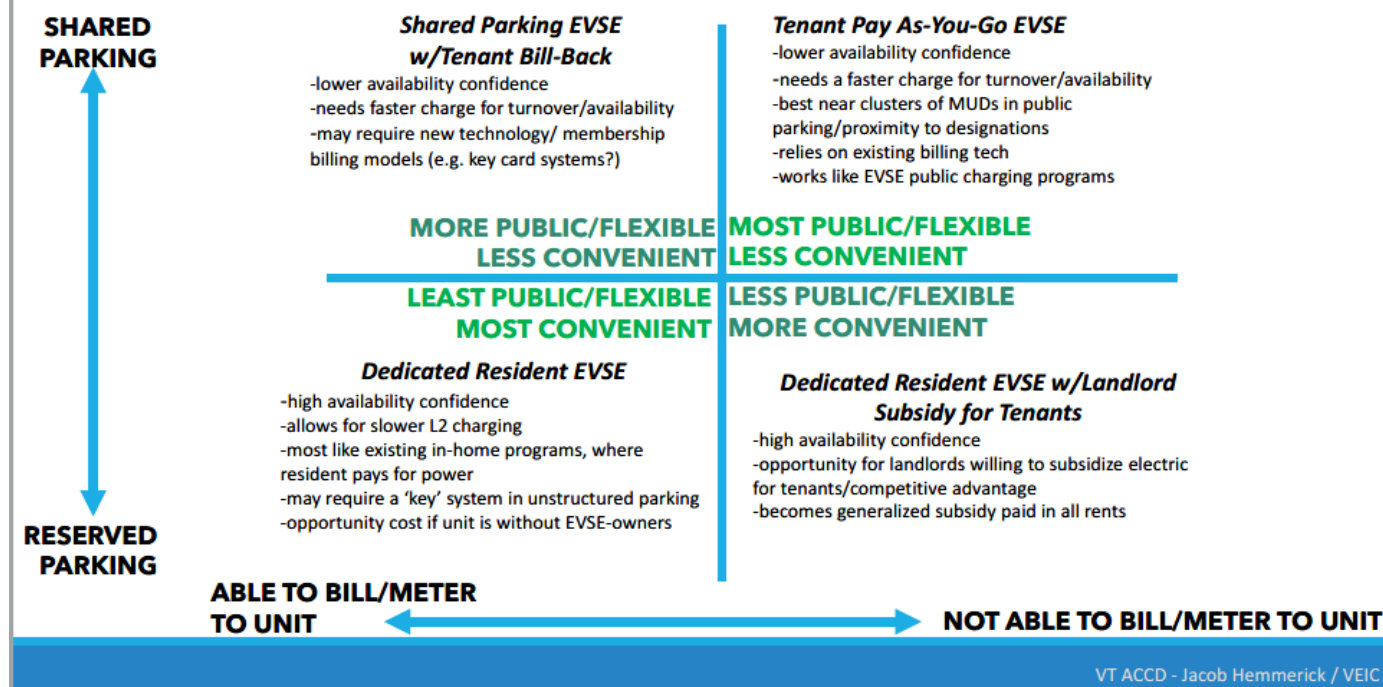 SHARED
PARKING
Shared Parking EVSE
w/Tenant Bill-Back
-lower availability confidence
-needs faster charge for turnover/availability
-may require new technology/ membership
billing models (e.g. key card systems?)
Tenant Pay As-You-Go EVSE
-lower availability confidence
-needs a faster charge for turnover/availability
-best near clusters of MUDs in public
parking/proximity to designations
-relies on existing billing tech
-works like EVSE public charging programs
MORE PUBLIC/FLEXIBLE
LESS CONVENIENT
MOST PUBLIC/FLEXIBLE
LESS CONVENIENT
LEAST PUBLIC/FLEXIBLE
MOST CONVENIENT
LESS PUBLIC/FLEXIBLE
MORE CONVENIENT
Dedicated Resident EVSE
-high availability confidence
-allows for slower L2 charging
-most like existing in-home programs, where
resident pays for power
-may require a ‘key’ system in unstructured parking
-opportunity cost if unit is without EVSE-owners
Dedicated Resident EVSE w/Landlord
Subsidy for Tenants
-high availability confidence
-opportunity for landlords willing to subsidize electric
for tenants/competitive advantage
-becomes generalized subsidy paid in all rents
RESERVED
PARKING
ABLE TO BILL/METER
TO UNIT
NOT ABLE TO BILL/METER TO UNIT
VT ACCD - Jacob Hemmerick / VEIC